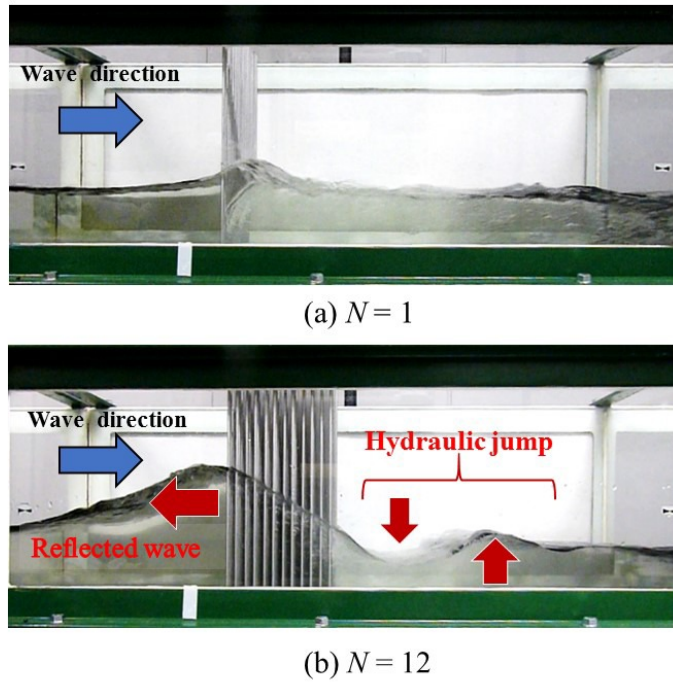 Wave direction
(a) N = 1
Wave direction
Hydraulic jump
Reflected wave
(b) N = 12